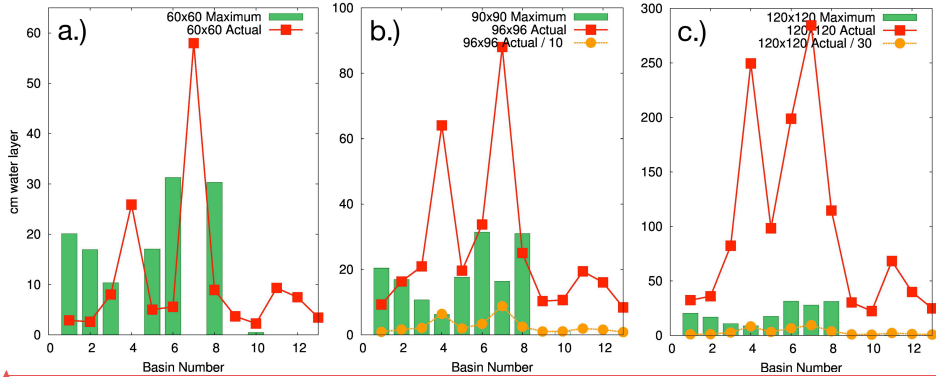 a.)
60x60 Maximum
60x60 Actual
cm water layer
70
60
50
40
30
20
10
0
0 2 4 6 8 10 12
Basin Number
b.)
90x90 Maximum
96x96 Actual
96x96 Actual / 10
100
80
60
40
20
0
0 2 4 6 8 10 12
Basin Number
c.)
120x120 Maximum
120x120 Actual
120x120 Actual / 30
300
250
200
150
100
50
0
0 2 4 6 8 10 12
Basin Number